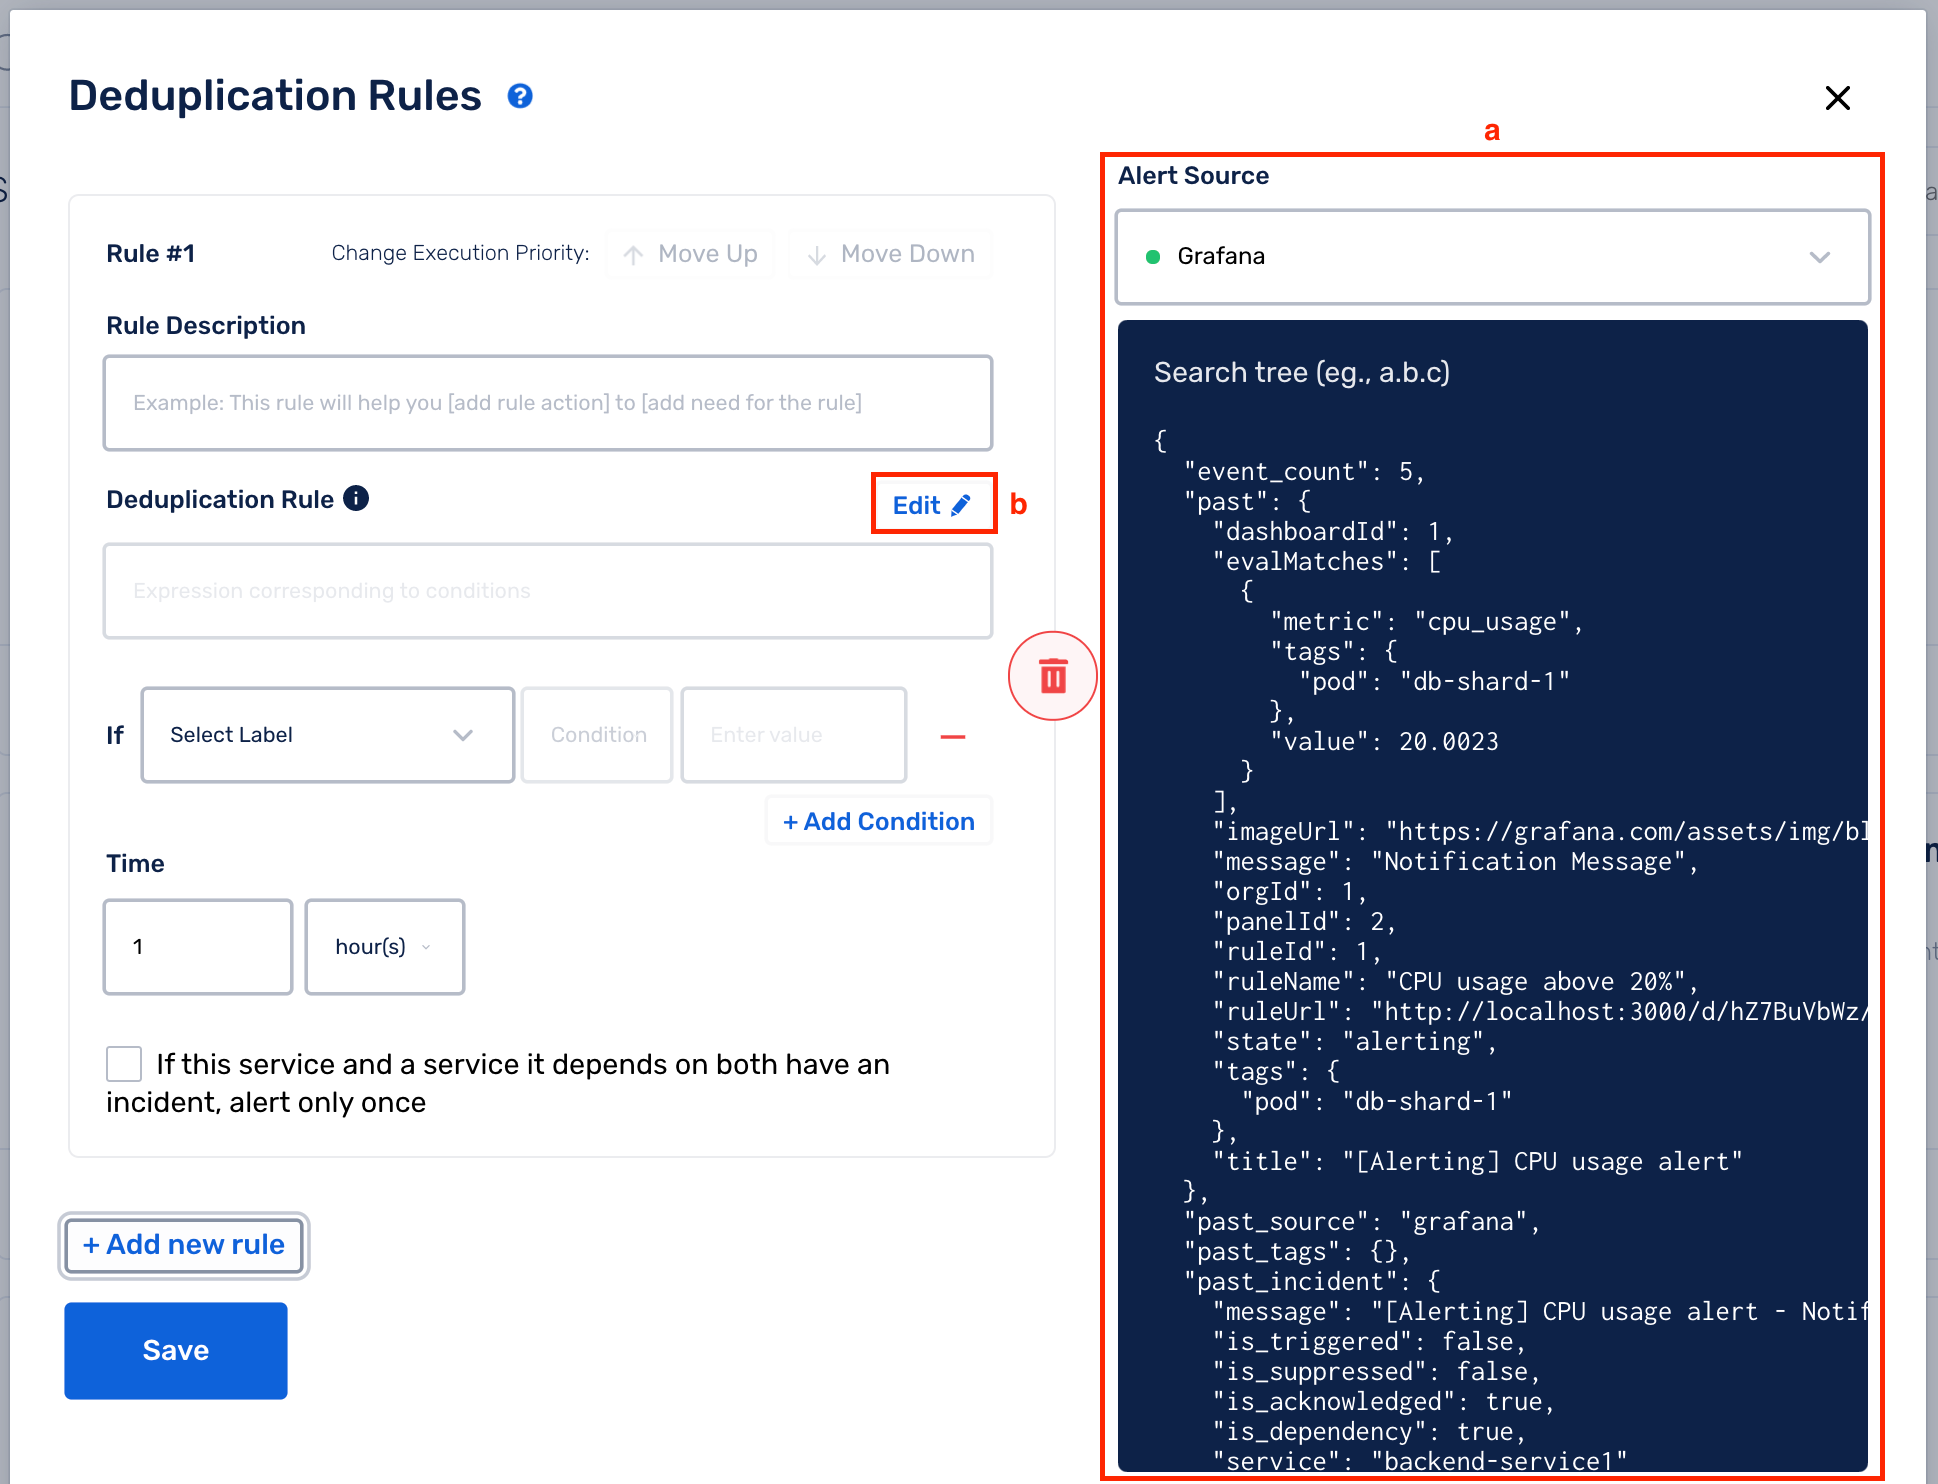 Deduplication Rules ?
a
Rule #1 Change Execution Priority: Move Up Move Down
Rule Description
Example: This rule will help you [add rule action] to [add need for the rule]
Deduplication Rule i Edit b
Expression corresponding to conditions
If Select Label Condition Enter value
+ Add Condition
Time
1 hour(s)
If this service and a service it depends on both have an
incident, alert only once
+ Add new rule
Save
Alert Source
Grafana
Search tree (eg., a.b.c)
{
"event_count": 5,
"past": {
"dashboardId": 1,
"evalMatches": [
{
"metric": "cpu_usage",
"tags": {
"pod": "db-shard-1"
},
"value": 20.0023
}
],
"imageUrl": "https://grafana.com/assets/img/bl
"message": "Notification Message",
"orgId": 1,
"panelId": 2,
"ruleId": 1,
"ruleName": "CPU usage above 20%",
"ruleUrl": "http://localhost:3000/d/hZ7BuVbWz/
"state": "alerting",
"tags": {
"pod": "db-shard-1"
},
"title": "[Alerting] CPU usage alert"
},
"past_source": "grafana",
"past_tags": {},
"past_incident": {
"message": "[Alerting] CPU usage alert - Notif
"is_triggered": false,
"is_suppressed": false,
"is_acknowledged": true,
"is_dependency": true,
"service": "backend-service1"